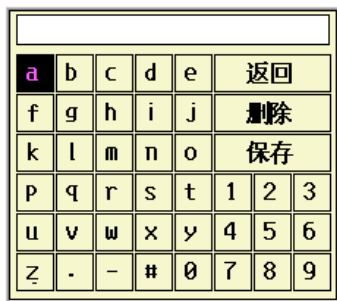 a b c d e 返回
f g h i j 删除
k l m n o 保存
p q r s t 1 2 3
u v w x y 4 5 6
z . - # 0 7 8 9